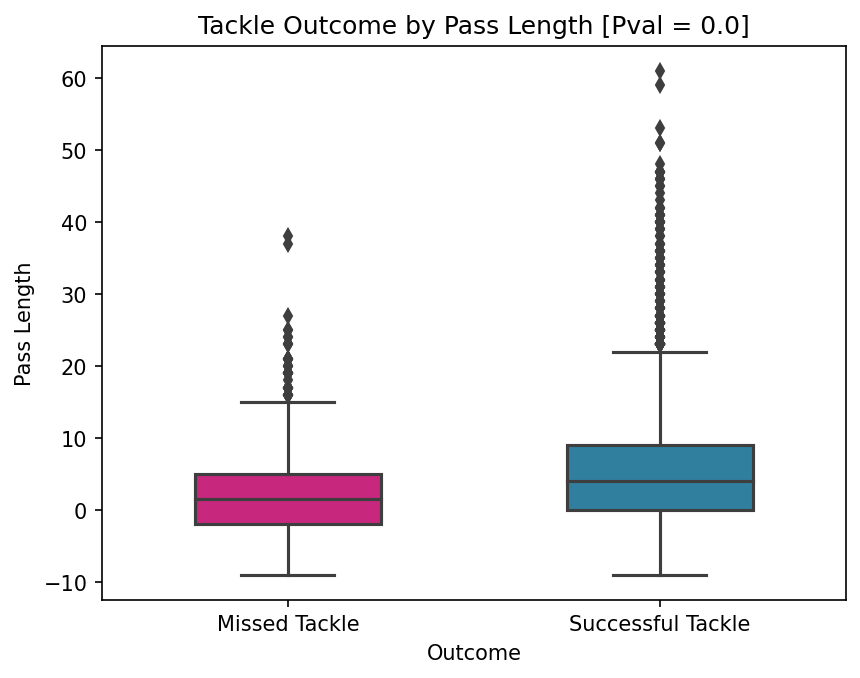 Tackle Outcome by Pass Length [Pval = 0.0]
60
50
40
30
20
10
0
−10
Pass Length
Missed Tackle
Successful Tackle
Outcome